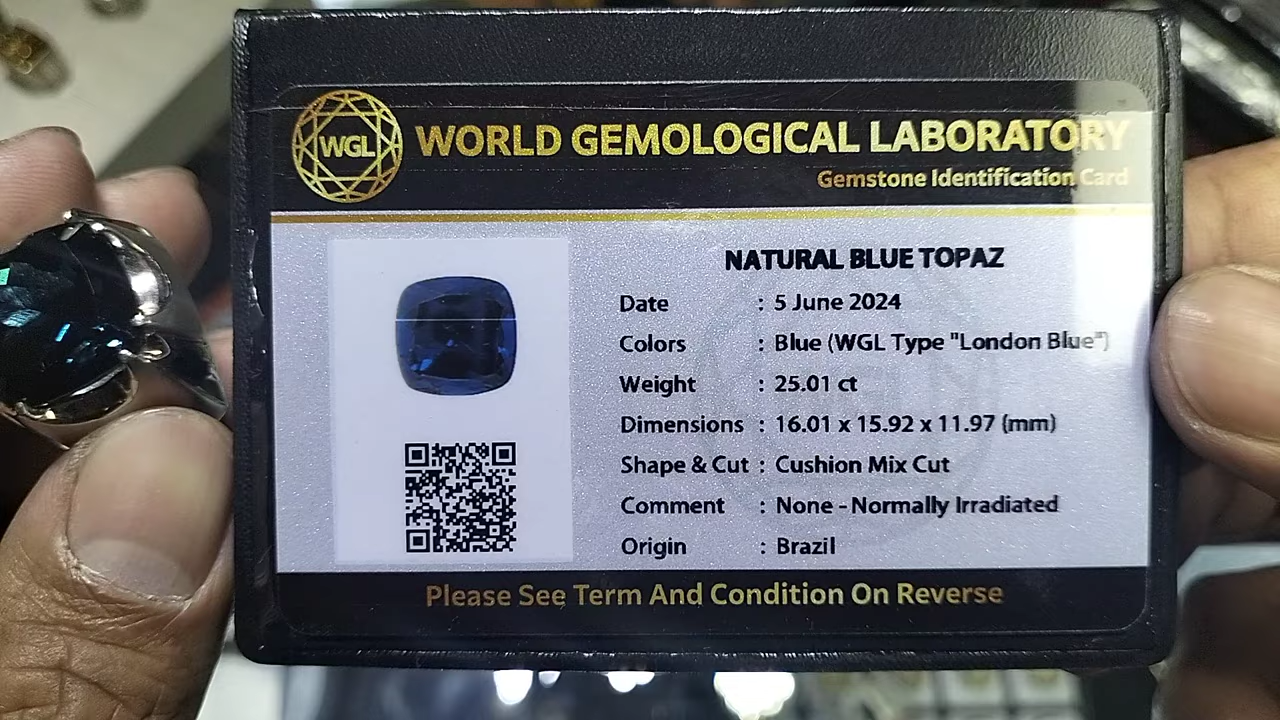 WGL
WORLD GEMOLOGICAL LABORATORY
Gemstone Identification Card
NATURAL BLUE TOPAZ
Date : 5 June 2024
Colors : Blue (WGL Type "London Blue")
Weight : 25.01 ct
Dimensions : 16.01 x 15.92 x 11.97 (mm)
Shape & Cut : Cushion Mix Cut
Comment : None - Normally Irradiated
Origin : Brazil
Please See Term And Condition On Reverse